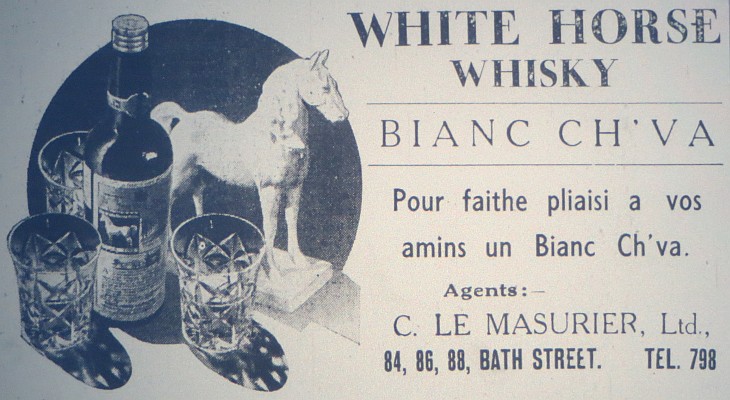 WHITE HORSE
WHISKY
BIANC CH'VA
Pour faithe pliaisi a vos
amins un Bianc Ch'va.
Agents:—
C. LE MASURIER, Ltd.,
84, 86, 88, BATH STREET. TEL. 798